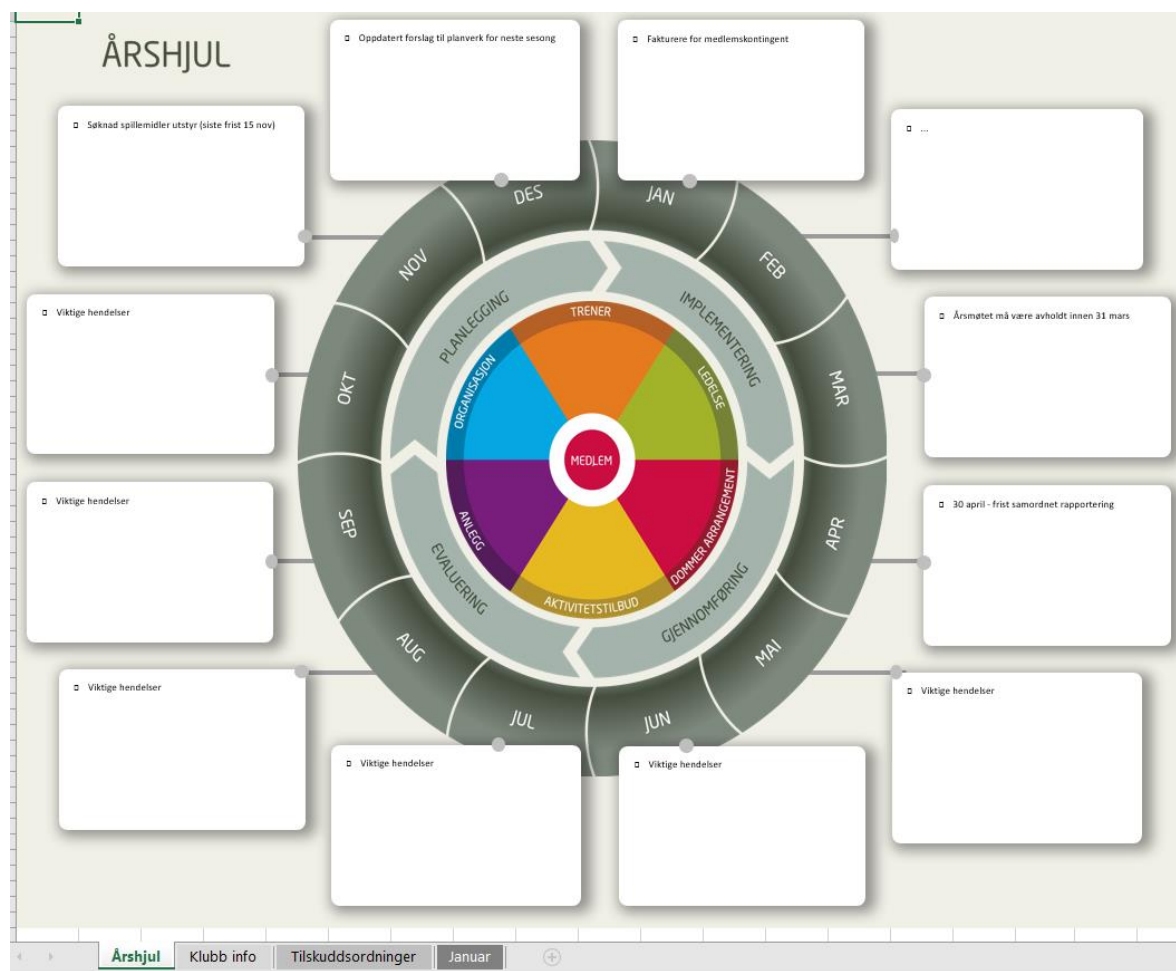 ÅRSHJUL
Oppdatert forslag til planverk for neste sesong
Fakturere for medlemskontingent
Søknad spillemidler utstyr (siste frist 15 nov)
...
Viktige hendelser
Årsmøtet må være avholdt innen 31 mars
Viktige hendelser
30 april - frist samordnet rapportering
Viktige hendelser
Viktige hendelser
Viktige hendelser
Viktige hendelser
JAN
FEB
MAR
APR
MAI
JUN
JUL
AUG
SEP
OKT
NOV
DES
PLANLEGGING
IMPLEMENTERING
GJENNOMFØRING
EVALUERING
TRENER
LEDELSE
DOMMER ARRANGEMENT
AKTIVITETSTILBUD
ANLEGG
ORGANISASJON
MEDLEM
Årshjul
Klubb info
Tilskuddsordninger
Januar